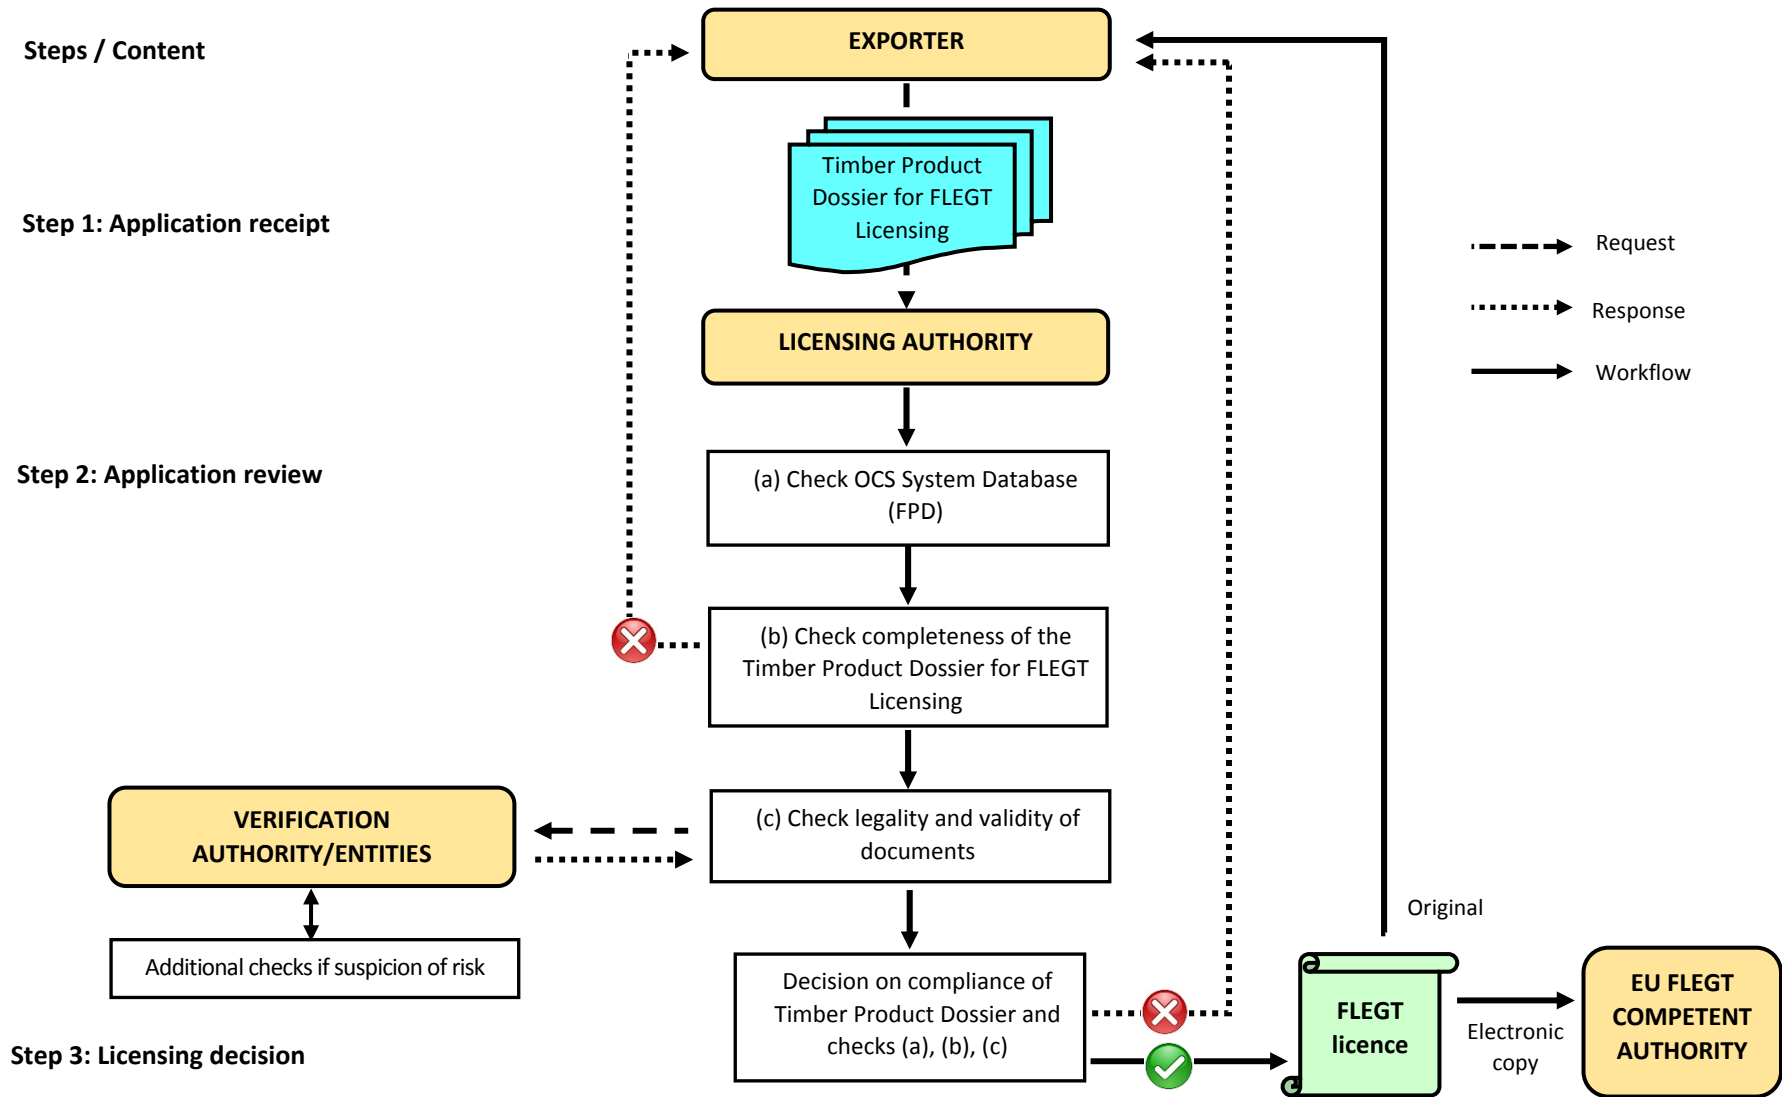 Steps / Content
EXPORTER
Step 1: Application receipt
Timber Product
Dossier for FLEGT
Licensing
Request
Response
Workflow
LICENSING AUTHORITY
Step 2: Application review
(a) Check OCS System Database
(FPD)
(b) Check completeness of the
Timber Product Dossier for FLEGT
Licensing
VERIFICATION
AUTHORITY/ENTITIES
(c) Check legality and validity of
documents
Additional checks if suspicion of risk
Original
Step 3: Licensing decision
Decision on compliance of
Timber Product Dossier and
checks (a), (b), (c)
FLEGT
licence
Electronic
copy
EU FLEGT
COMPETENT
AUTHORITY